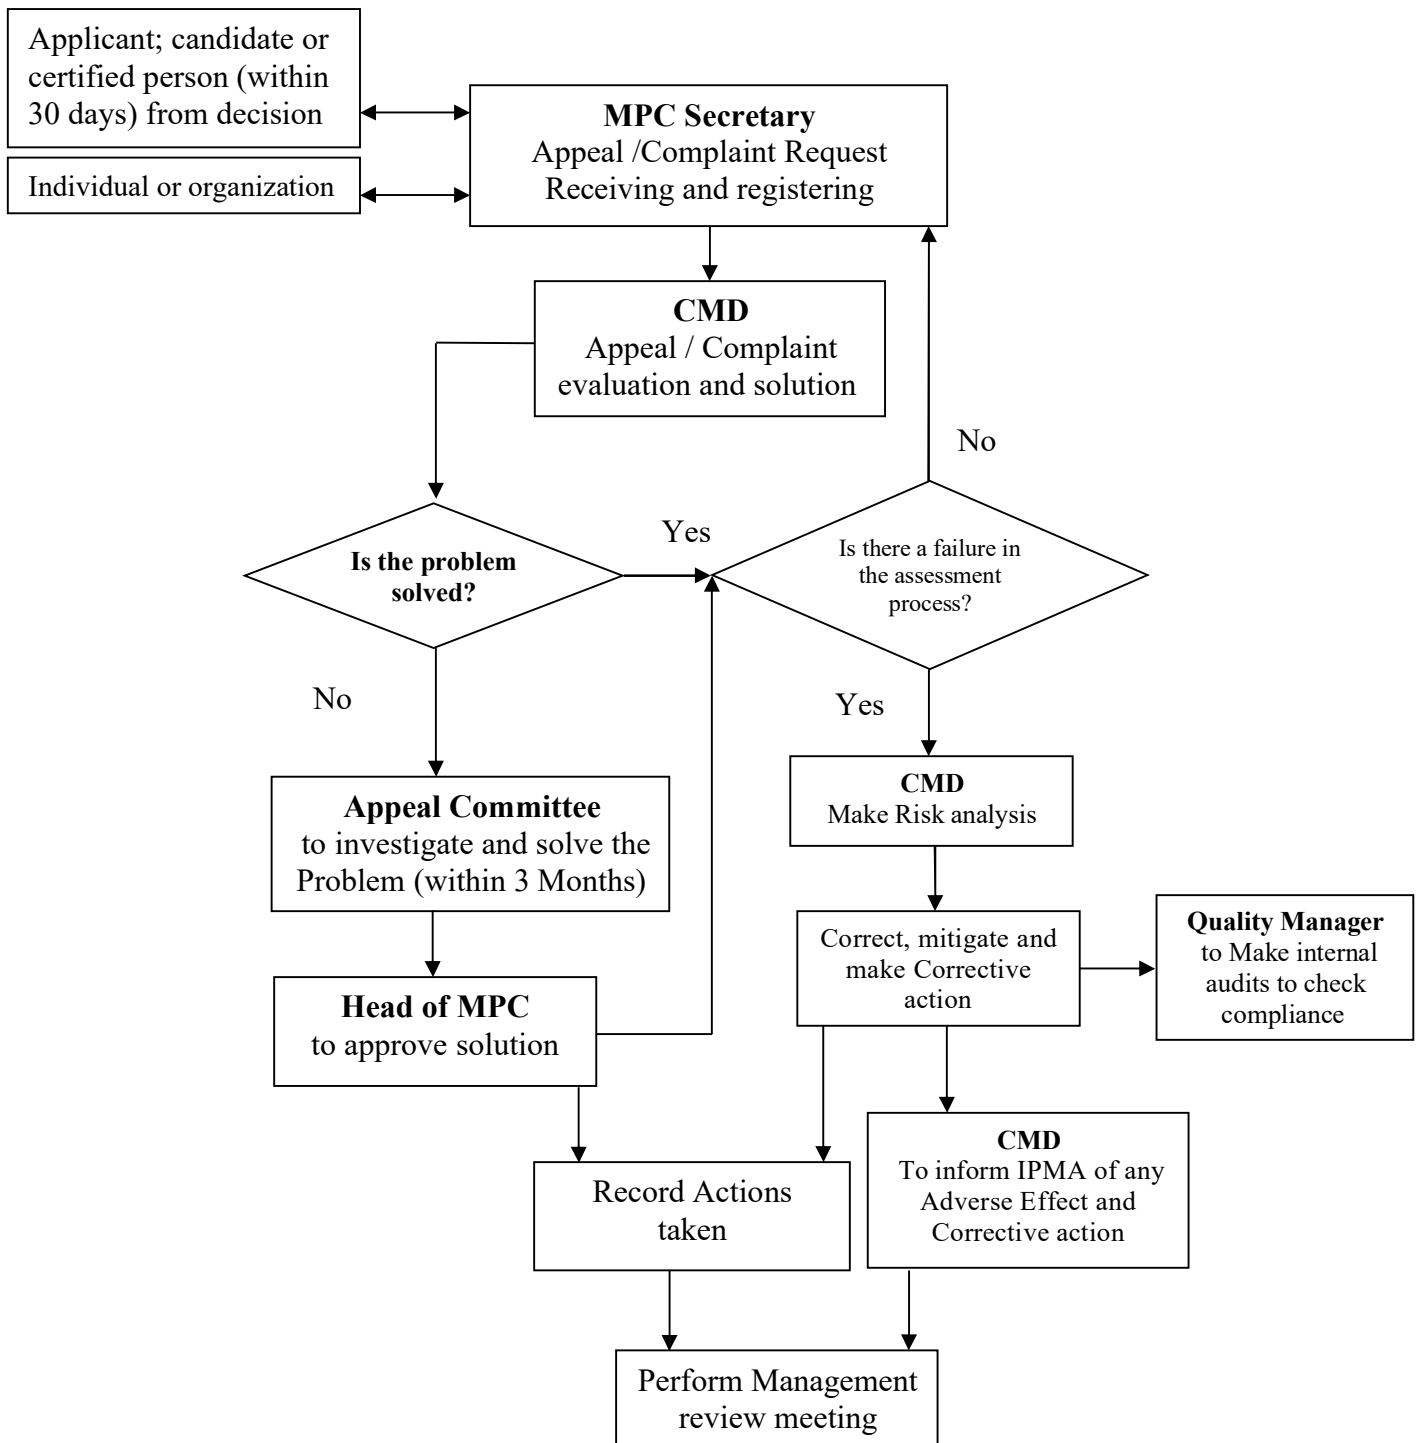 Applicant; candidate or
certified person (within
30 days) from decision
Individual or organization
MPC Secretary
Appeal /Complaint Request
Receiving and registering
CMD
Appeal / Complaint
evaluation and solution
No
Yes
Is the problem
solved?
Is there a failure in
the assessment
process?
No
Yes
Appeal Committee
to investigate and solve the
Problem (within 3 Months)
CMD
Make Risk analysis
Head of MPC
to approve solution
Correct, mitigate and
make Corrective
action
Quality Manager
to Make internal
audits to check
compliance
Record Actions
taken
CMD
To inform IPMA of any
Adverse Effect and
Corrective action
Perform Management
review meeting